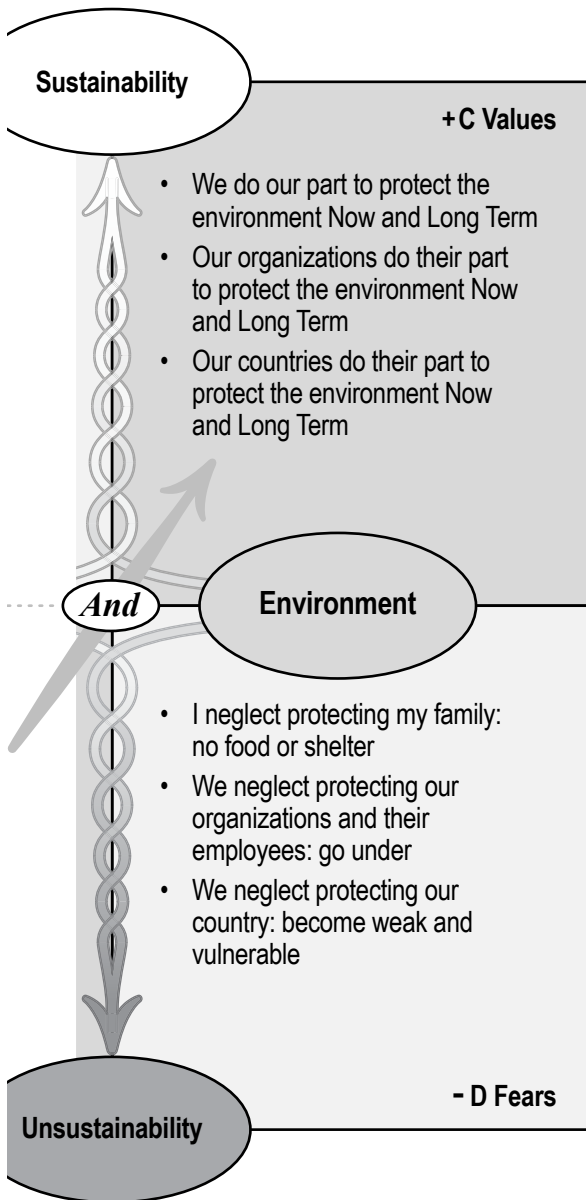 Sustainability
+C Values
• We do our part to protect the
environment Now and Long Term
• Our organizations do their part
to protect the environment Now
and Long Term
• Our countries do their part to
protect the environment Now
and Long Term
And
Environment
• I neglect protecting my family:
no food or shelter
• We neglect protecting our
organizations and their
employees: go under
• We neglect protecting our
country: become weak and
vulnerable
- D Fears
Unsustainability